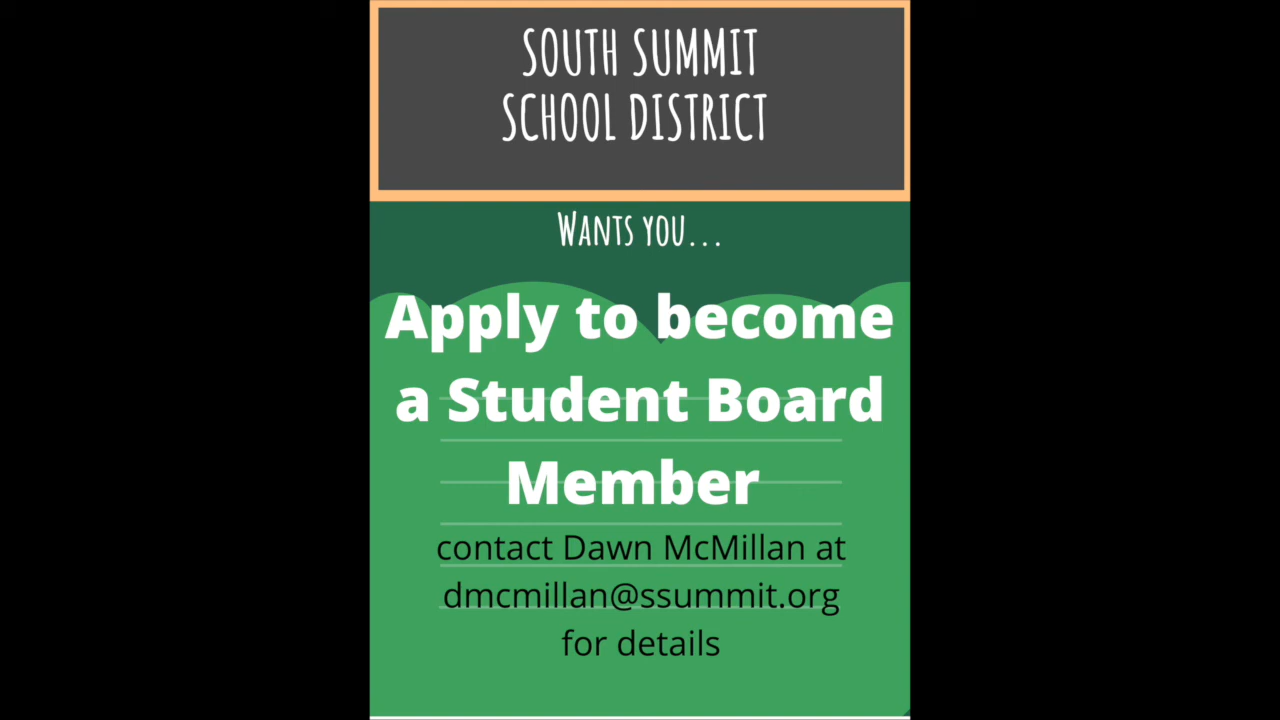 SOUTH SUMMIT
SCHOOL DISTRICT
WANTS YOU...
Apply to become
a Student Board
Member
contact Dawn McMillan at
dmcmillan@ssummit.org
for details